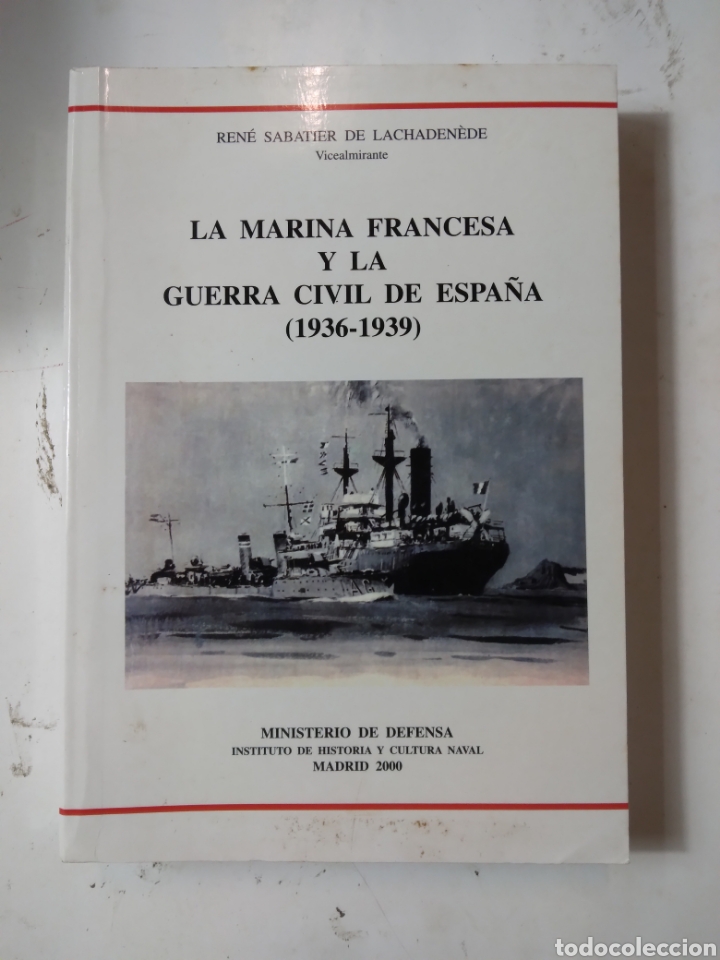 RENÉ SABATIER DE LACHADENÈDE
Vicealmirante
LA MARINA FRANCESA
Y LA
GUERRA CIVIL DE ESPAÑA
(1936-1939)
MINISTERIO DE DEFENSA
INSTITUTO DE HISTORIA Y CULTURA NAVAL
MADRID 2000
todocoleccion